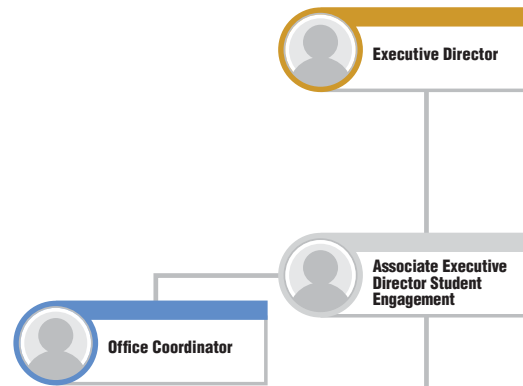 Executive Director
Associate Executive
Director Student
Engagement
Office Coordinator